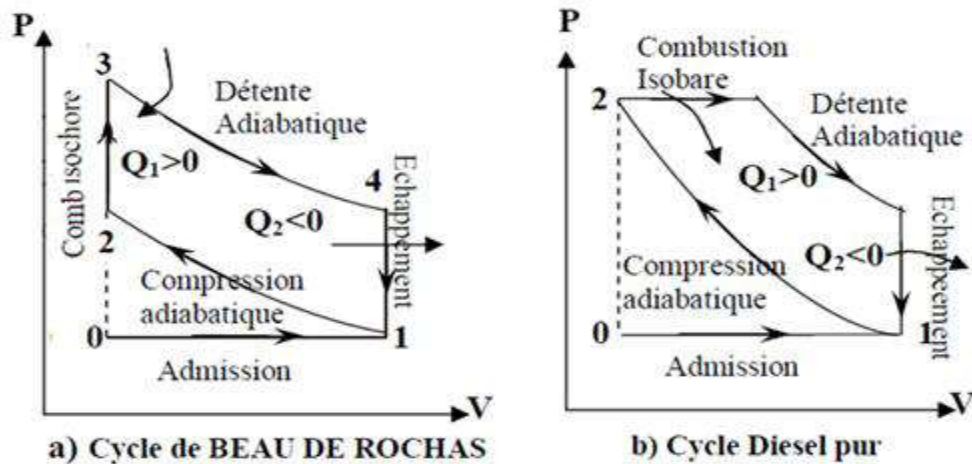 P
3
Détente
Adiabatique
Comb isochore
Q₁>0
4
Echappement
Q₂<0
2
Compression
adiabatique
0
1
Admission
V
a) Cycle de BEAU DE ROCHAS
P
Combustion
Isobare
2
Détente
Adiabatique
Q₁>0
Echappeement
Q₂<0
Compression
adiabatique
0
1
Admission
V
b) Cycle Diesel pur